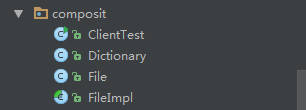 composit
ClientTest
Dictionary
File
FileImpl